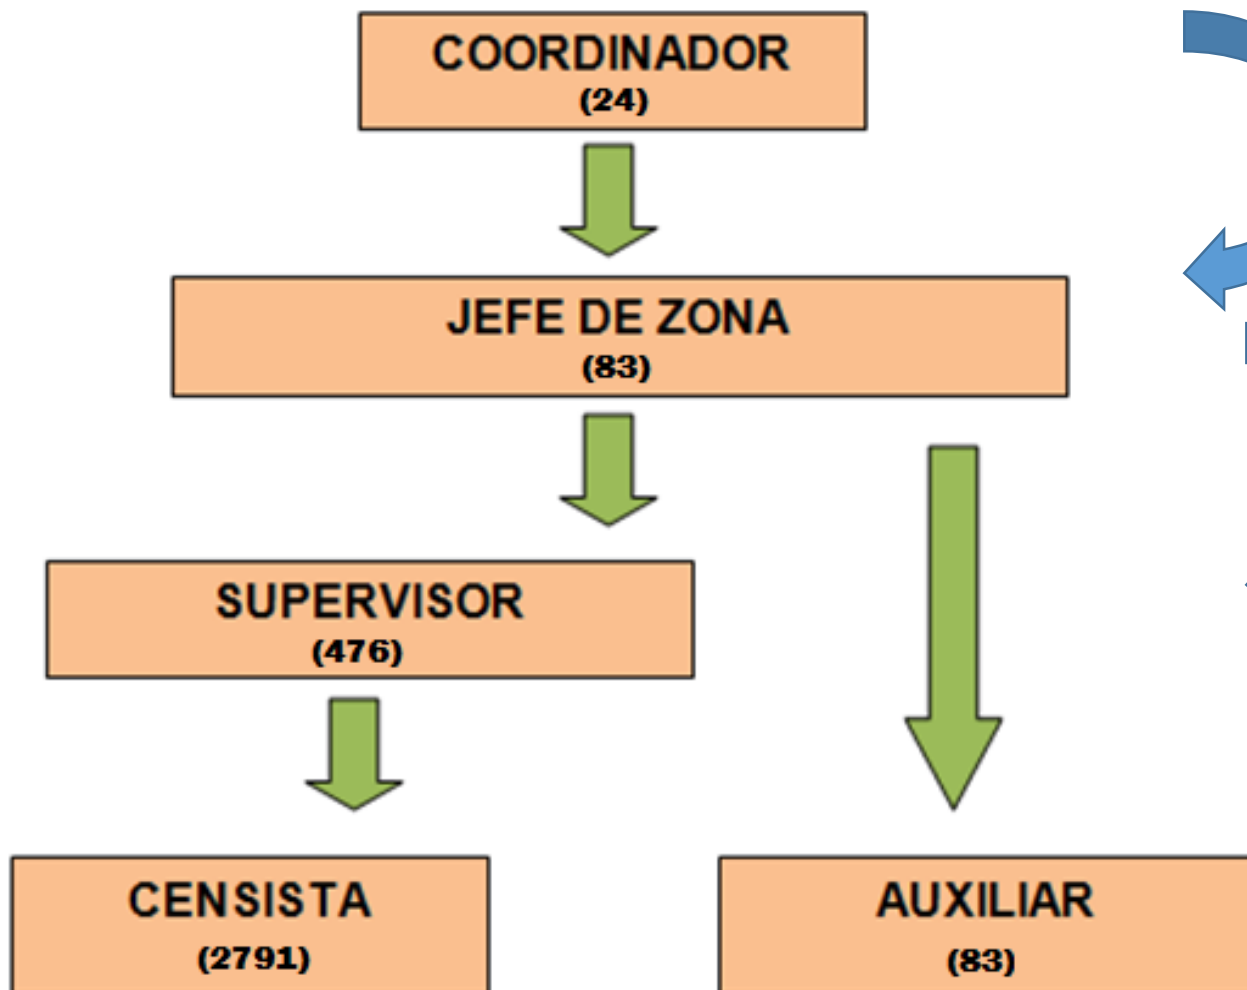 COORDINADOR
(24)
JEFE DE ZONA
(83)
SUPERVISOR
(476)
CENSISTA
(2791)
AUXILIAR
(83)